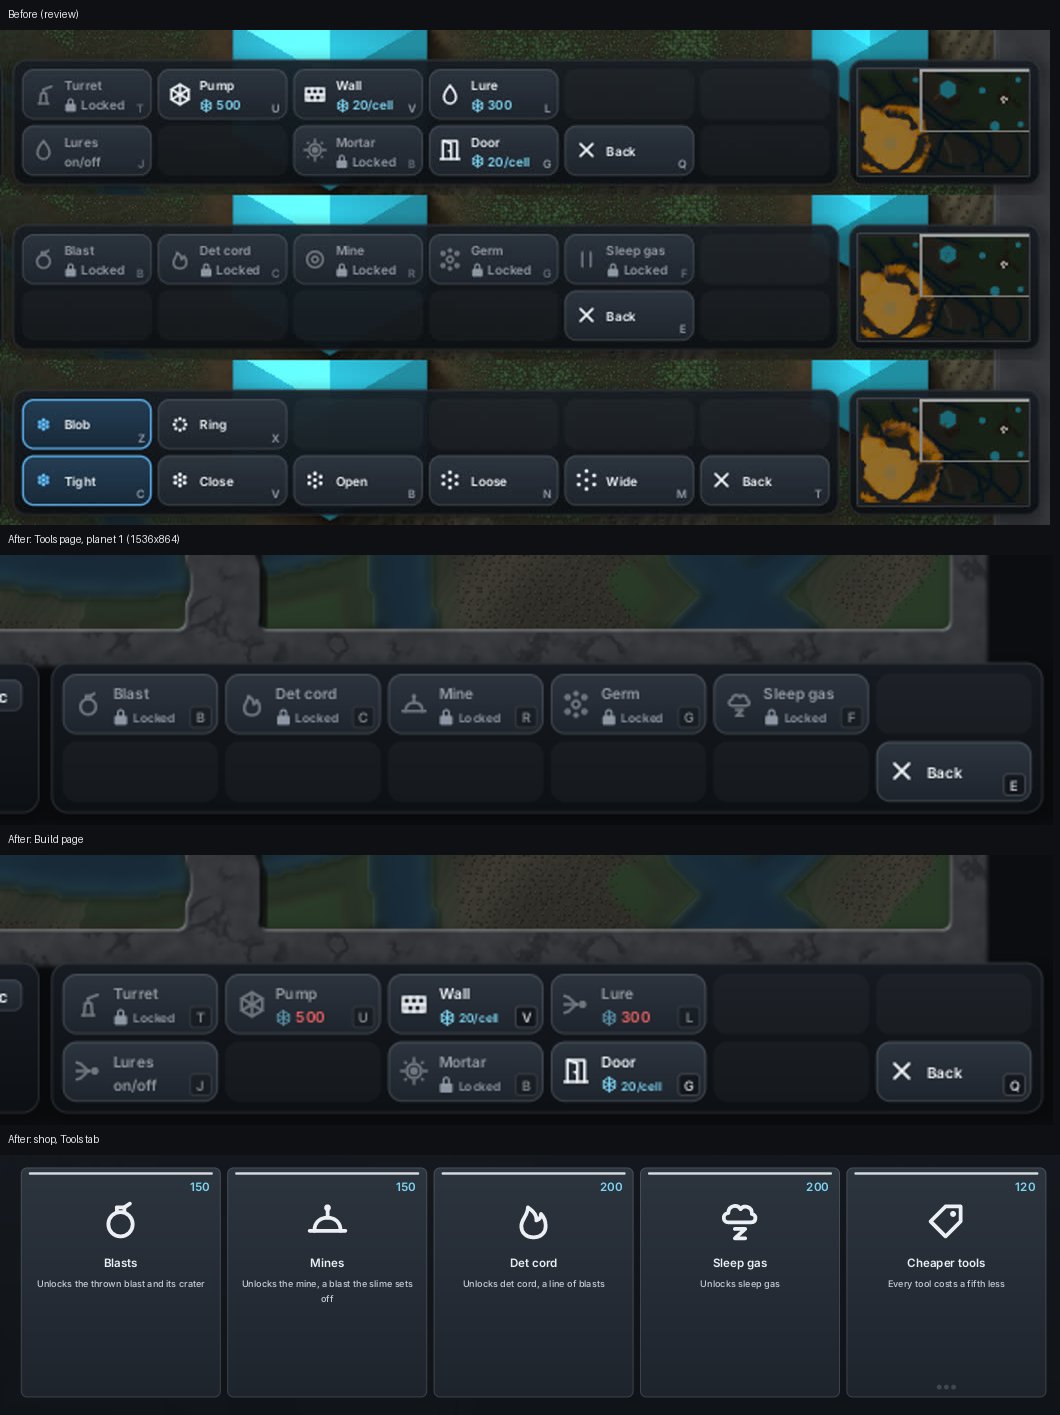 Before (review)
Turret
Locked T
Pump
500 U
Wall
20/cell V
Lure
300 L
Lures
on/off J
Mortar
Locked B
Door
20/cell G
Back Q
Blast
Locked B
Det cord
Locked C
Mine
Locked R
Germ
Locked G
Sleep gas
Locked F
Back E
Blob Z
Ring X
Tight C
Close V
Open B
Loose N
Wide M
Back T
After: Tools page, planet 1 (1536x864)
c
Blast
Locked B
Det cord
Locked C
Mine
Locked R
Germ
Locked G
Sleep gas
Locked F
Back E
After: Build page
c
Turret
Locked T
Pump
500 U
Wall
20/cell V
Lure
300 L
Lures
on/off J
Mortar
Locked B
Door
20/cell G
Back Q
After: shop, Tools tab
150
Blasts
Unlocks the thrown blast and its crater
150
Mines
Unlocks the mine, a blast the slime sets
off
200
Det cord
Unlocks det cord, a line of blasts
200
Sleep gas
Unlocks sleep gas
120
Cheaper tools
Every tool costs a fifth less